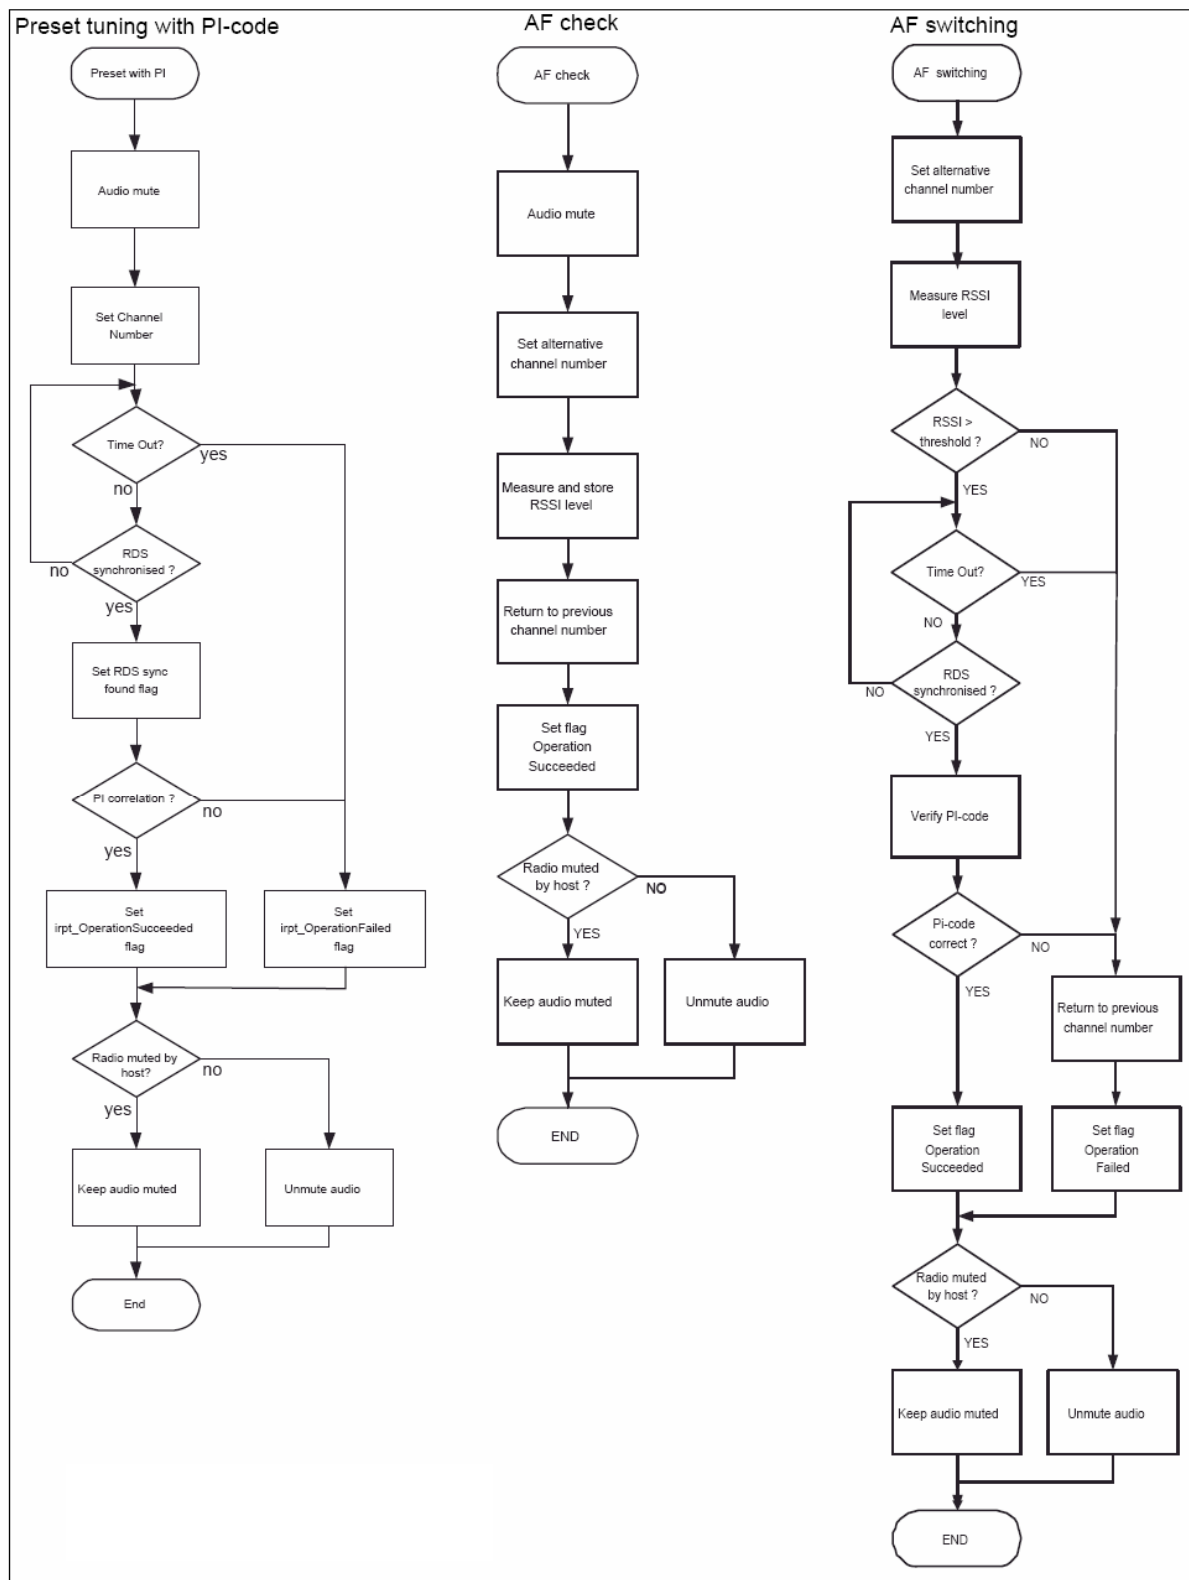 Preset tuning with PI-code
Preset with PI
Audio mute
Set Channel
Number
Time Out?
yes
no
RDS
synchronised ?
no
yes
Set RDS sync
found flag
PI correlation ?
no
yes
Set
irpt_OperationSucceeded
flag
Set
irpt_OperationFailed
flag
Radio muted by
host?
no
yes
Keep audio muted
Unmute audio
End
AF check
AF check
Audio mute
Set alternative
channel number
Measure and store
RSSI level
Return to previous
channel number
Set flag
Operation
Succeeded
Radio muted
by host ?
NO
YES
Keep audio muted
Unmute audio
END
AF switching
AF switching
Set alternative
channel number
Measure RSSI
level
RSSI >
threshold ?
NO
YES
Time Out?
YES
NO
RDS
synchronised ?
NO
YES
Verify PI-code
Pi-code
correct ?
NO
YES
Return to previous
channel number
Set flag
Operation
Succeeded
Set flag
Operation
Failed
Radio muted
by host ?
NO
YES
Keep audio muted
Unmute audio
END